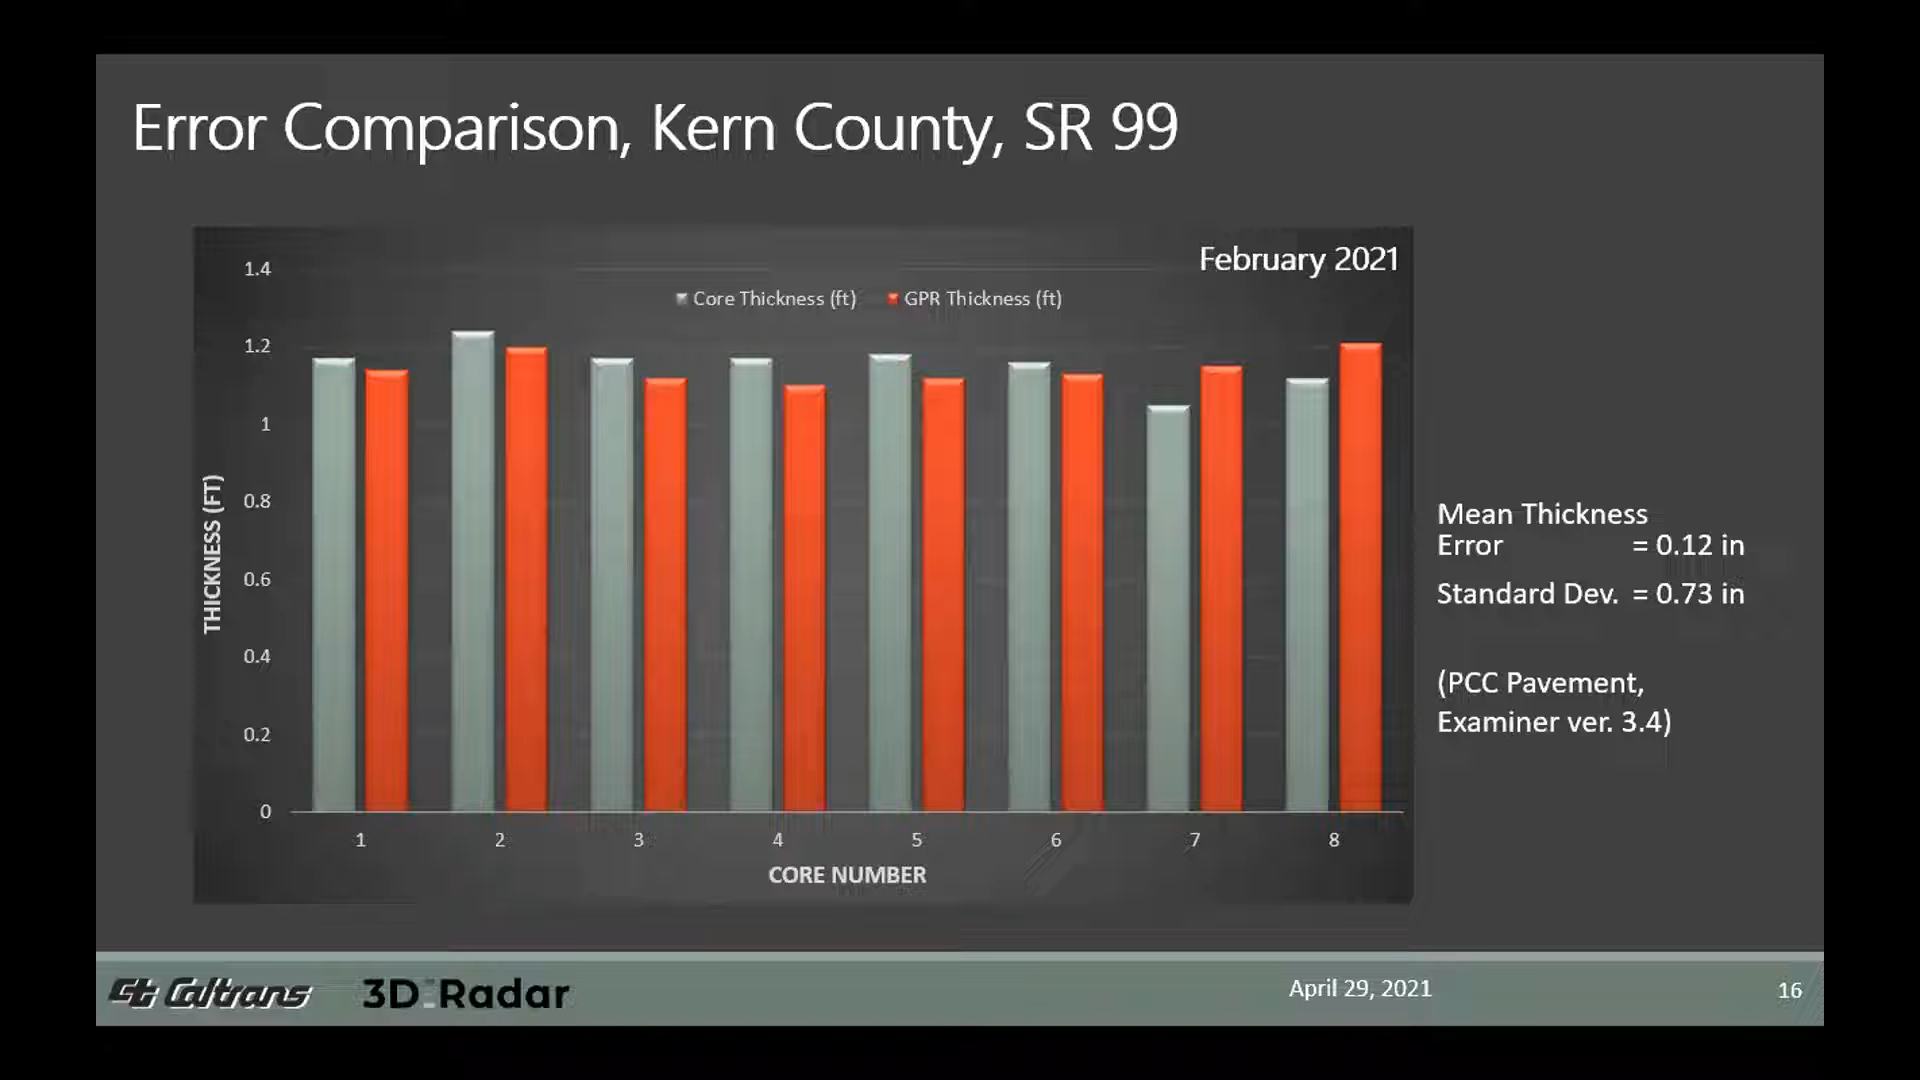 Error Comparison, Kern County, SR 99
February 2021
Core Thickness (ft) GPR Thickness (ft)
1.4
1.2
1
0.8
0.6
0.4
0.2
0
THICKNESS (FT)
1 2 3 4 5 6 7 8
CORE NUMBER
Mean Thickness
Error = 0.12 in
Standard Dev. = 0.73 in
(PCC Pavement,
Examiner ver. 3.4)
Ct Caltrans 3D-Radar April 29, 2021 16